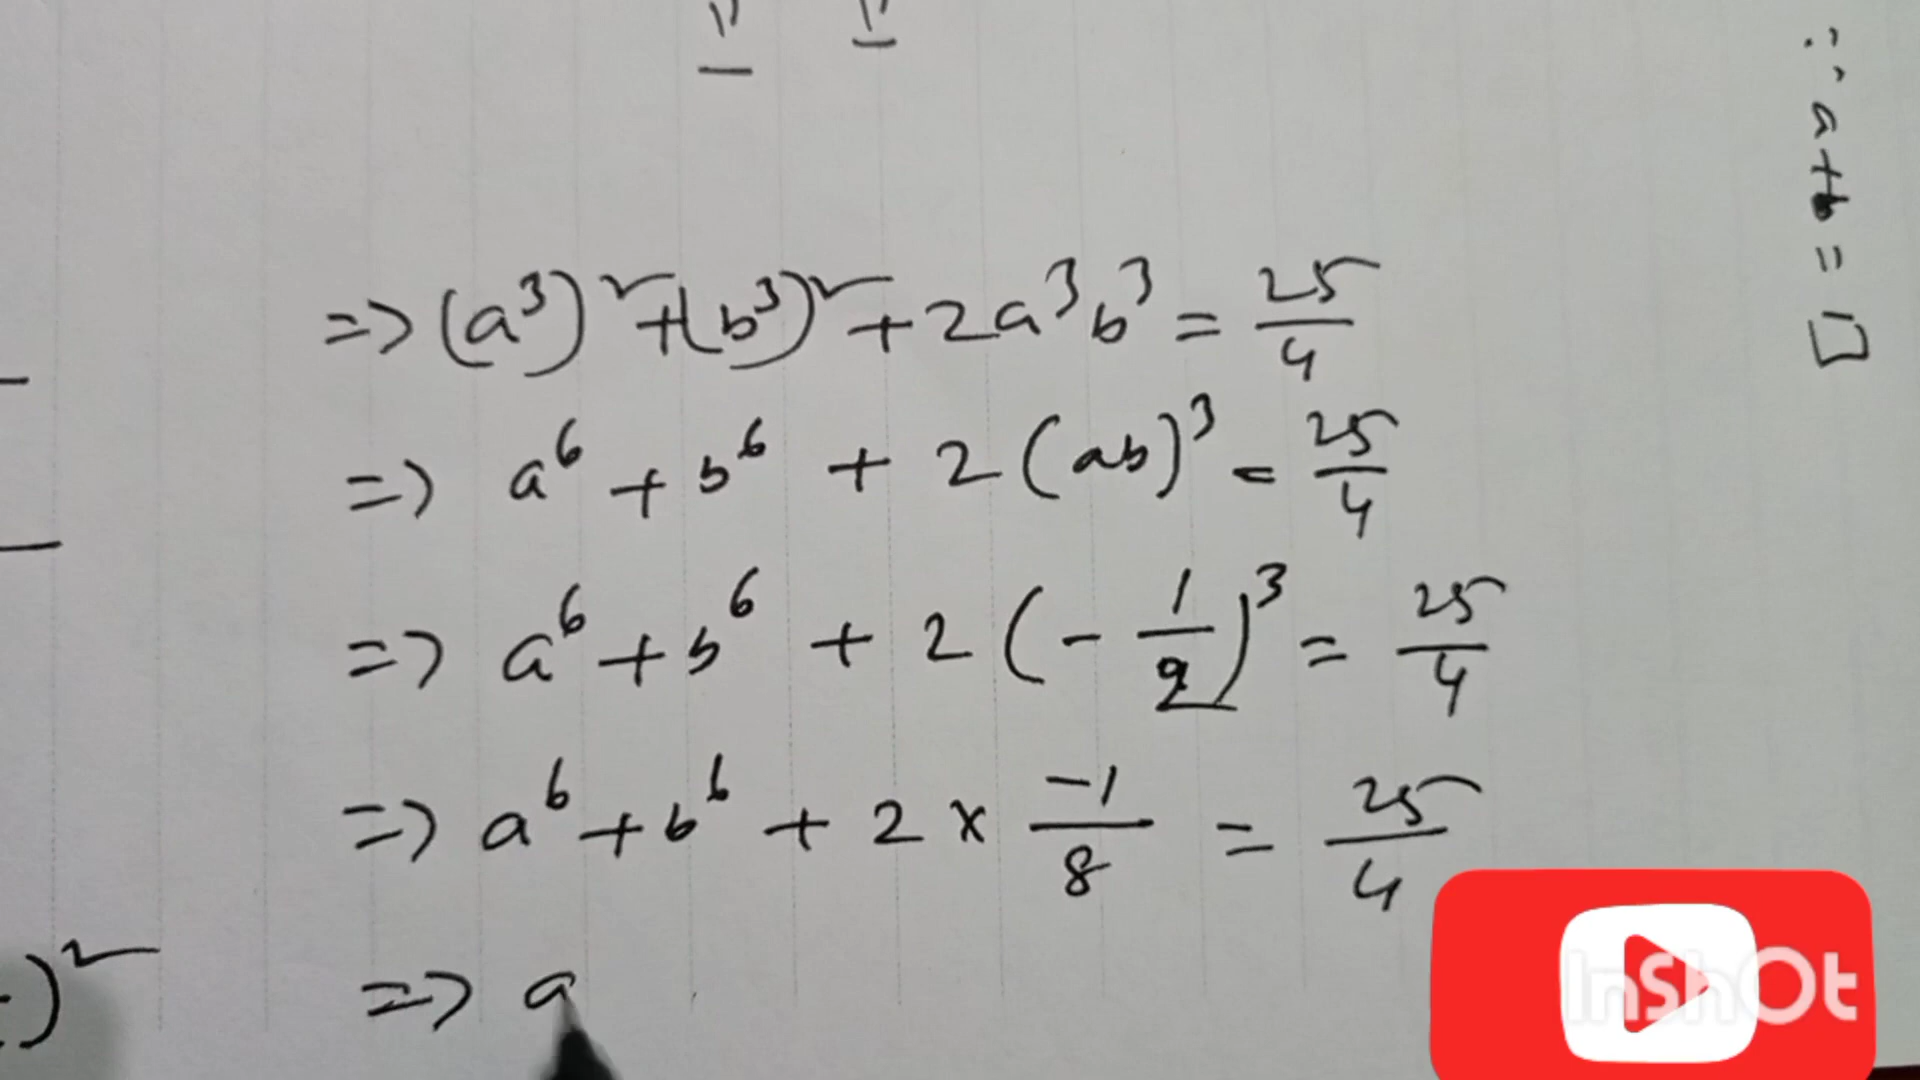 => (a³)² + (b³)² + 2a³b³ = 25/4
=> a⁶ + b⁶ + 2(ab)³ = 25/4
=> a⁶ + b⁶ + 2(-1/2)³ = 25/4
=> a⁶ + b⁶ + 2 × -1/8 = 25/4
=> a
)²
InShOt